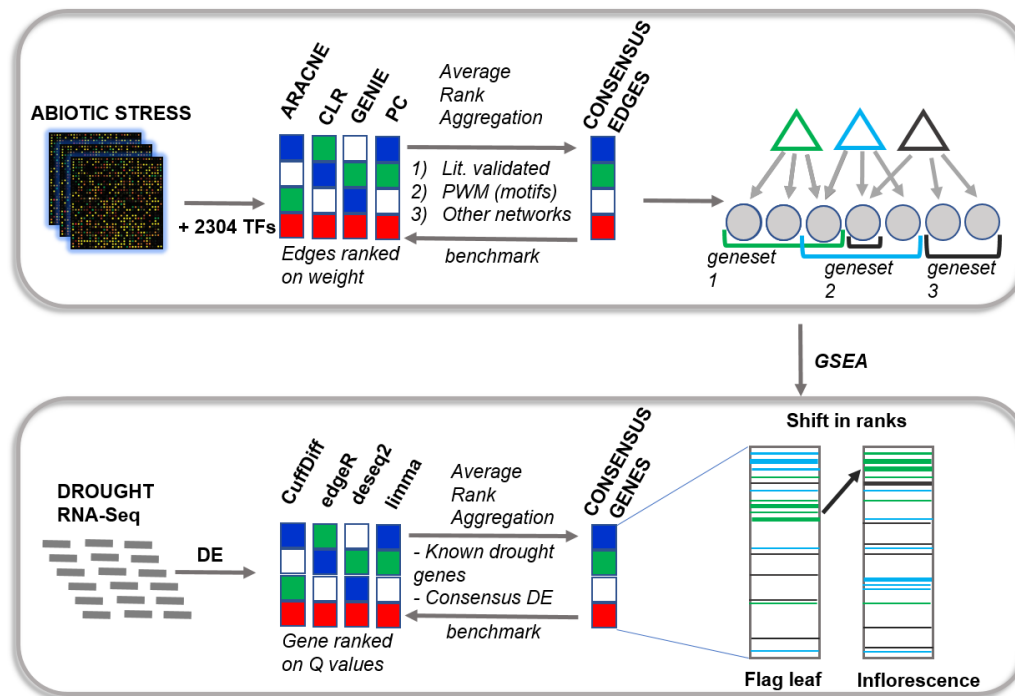 ABIOTIC STRESS
+ 2304 TFs
ARACNE
CLR
GENIE
PC
Edges ranked
on weight
Average
Rank
Aggregation
1) Lit. validated
2) PWM (motifs)
3) Other networks
benchmark
CONSENSUS
EDGES
geneset
1
geneset
2
geneset
3
GSEA
DROUGHT
RNA-Seq
DE
CuffDiff
edgeR
deseq2
limma
Gene ranked
on Q values
Average
Rank
Aggregation
- Known drought
genes
- Consensus DE
benchmark
CONSENSUS
GENES
Shift in ranks
Flag leaf
Inflorescence